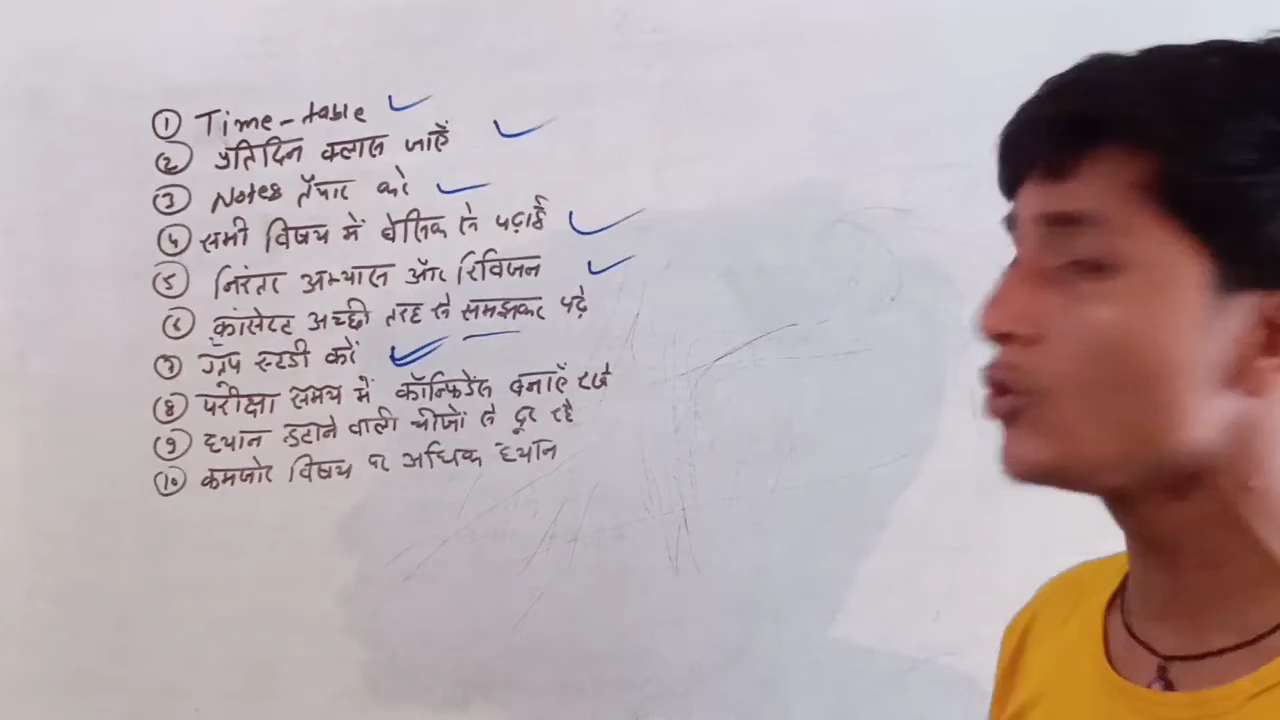 ① Time-table
② प्रतिदिन क्लास जाएँ
③ Notes तैयार करे
④ सभी विषय में बेसिक से पढ़ाई
⑤ निरंतर अभ्यास और रिविजन
⑥ कांसेप्ट अच्छी तरह से समझकर पढ़े
⑦ ग्रुप स्टडी करें
⑧ परीक्षा समय में कॉन्फिडेंस बनाएँ रखे
⑨ ध्यान हटाने वाली चीजों से दूर रहे
⑩ कमजोर विषय पर अधिक ध्यान